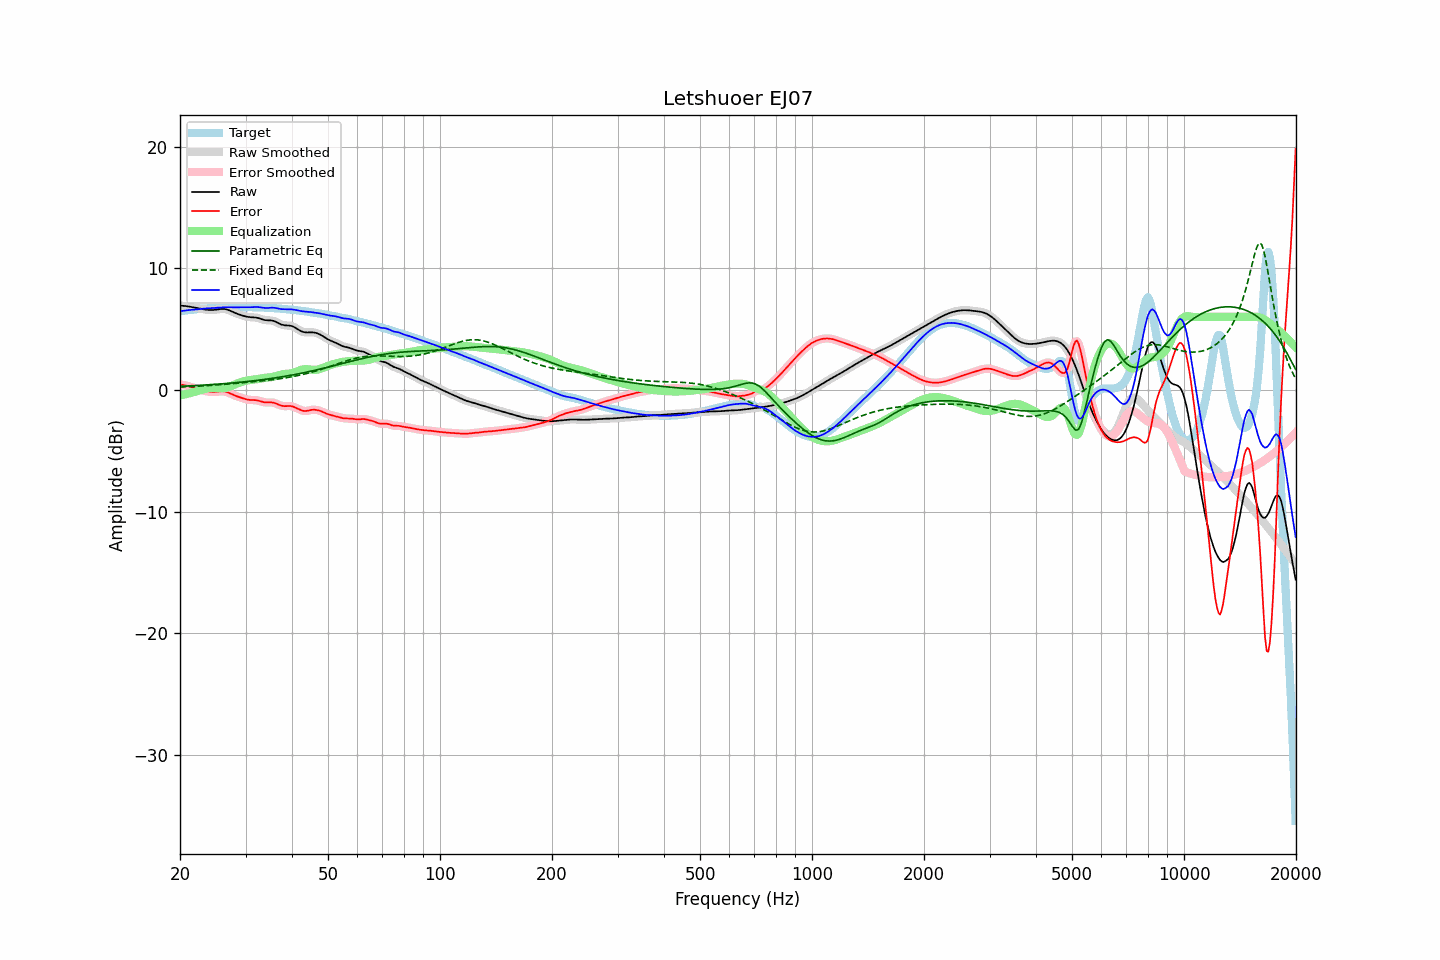 Letshuoer EJ07
Target
Raw Smoothed
Error Smoothed
Raw
Error
Equalization
Parametric Eq
Fixed Band Eq
Equalized
20
10
0
−10
−20
−30
Amplitude (dBr)
20 50 100 200 500 1000 2000 5000 10000 20000
Frequency (Hz)